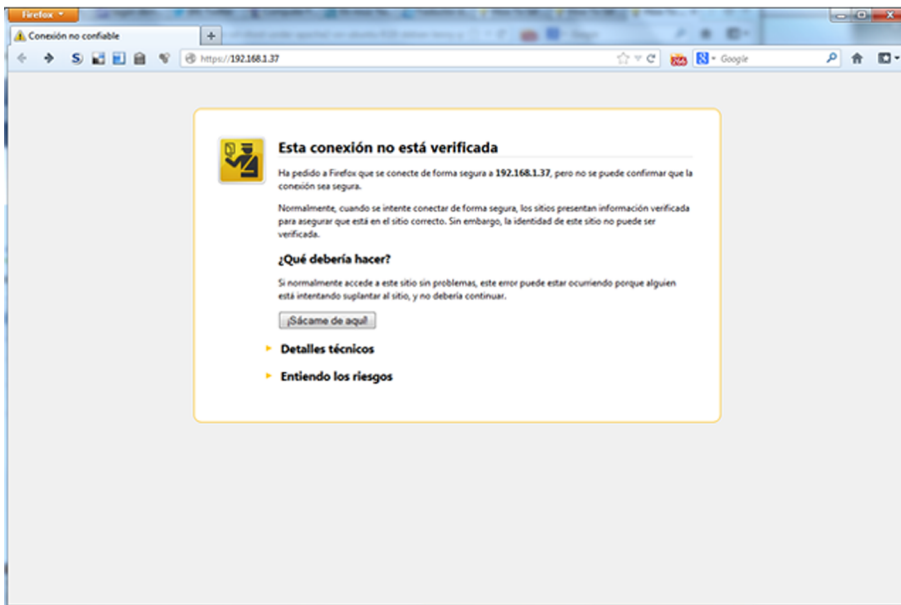 Firefox
Conexión no confiable
https://192.168.1.37
Google
Esta conexión no está verificada
Ha pedido a Firefox que se conecte de forma segura a 192.168.1.37, pero no se puede confirmar que la
conexión sea segura.
Normalmente, cuando se intente conectar de forma segura, los sitios presentan información verificada
para asegurar que está en el sitio correcto. Sin embargo, la identidad de este sitio no puede ser
verificada.
¿Qué debería hacer?
Si normalmente accede a este sitio sin problemas, este error puede estar ocurriendo porque alguien
está intentando suplantar al sitio, y no debería continuar.
¡Sácame de aquí!
Detalles técnicos
Entiendo los riesgos